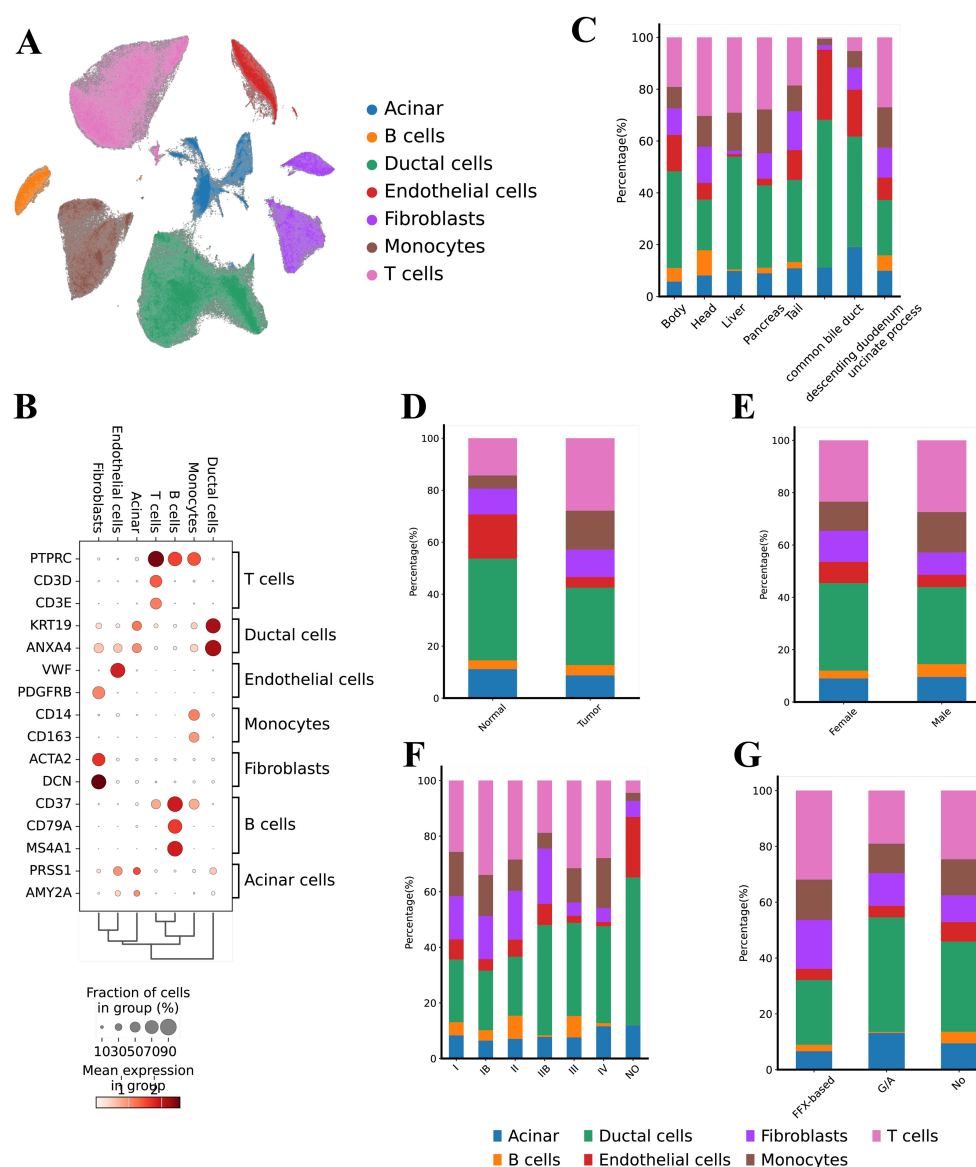 A
Acinar
B cells
Ductal cells
Endothelial cells
Fibroblasts
Monocytes
T cells
C
Percentage(%)
100
80
60
40
20
0
Body
Head
Liver
Pancreas
Tail
common bile duct
descending duodenum
uncinate process
B
Fibroblasts
Endothelial cells
Acinar
T cells
B cells
Monocytes
Ductal cells
PTPRC
CD3D
CD3E
KRT19
ANXA4
VWF
PDGFRB
CD14
CD163
ACTA2
DCN
CD37
CD79A
MS4A1
PRSS1
AMY2A
T cells
Ductal cells
Endothelial cells
Monocytes
Fibroblasts
B cells
Acinar cells
Fraction of cells
in group (%)
1030507090
Mean expression
in group
1 2
D
Percentage(%)
100
80
60
40
20
0
Normal
Tumor
E
Percentage(%)
100
80
60
40
20
0
Female
Male
F
Percentage(%)
100
80
60
40
20
0
I
IB
II
IIB
III
IV
NO
G
Percentage(%)
100
80
60
40
20
0
FFX-based
G/A
No
Acinar
Ductal cells
Fibroblasts
T cells
B cells
Endothelial cells
Monocytes